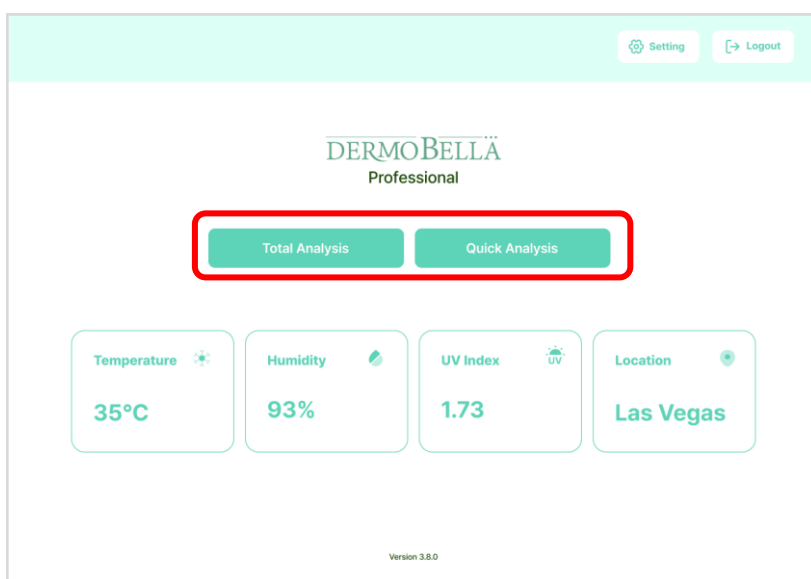 Setting
Logout
DERMOBELLA
Professional
Total Analysis
Quick Analysis
Temperature
Humidity
UV Index
UV
Location
35°C
93%
1.73
Las Vegas
Version 3.8.0